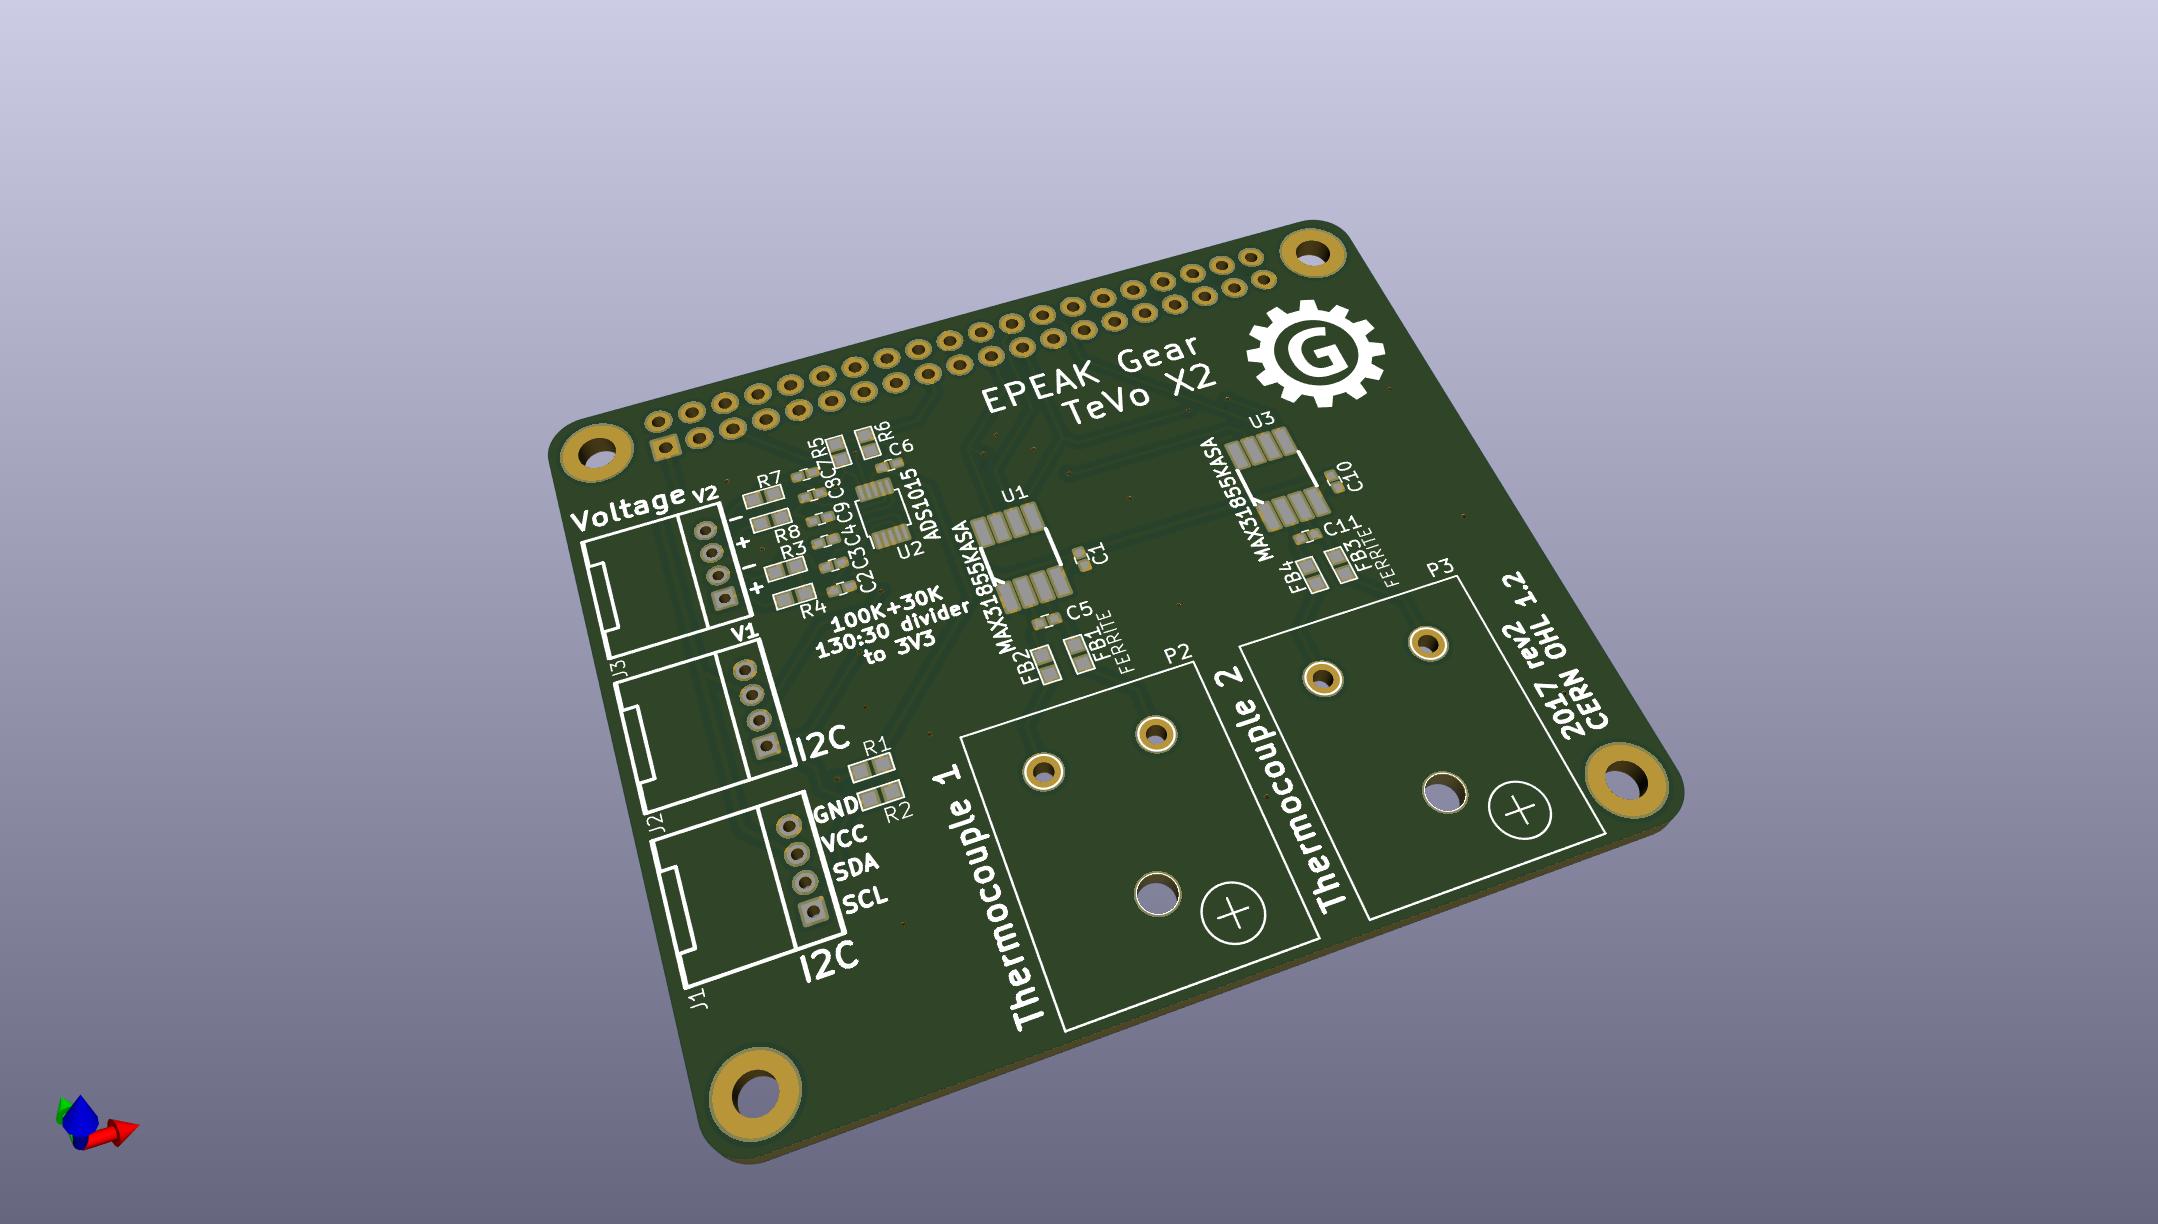 EPEAK Gear
TeVo X2
G
Voltage
V2
R7
R8
R3
R4
-
+
-
+
C7
C8
C9
C4
C3
C2
R5
R6
C6
ADS1015
U2
U1
MAX31855KASA
C1
C5
FB2
FB1
FERRITE
U3
MAX31855KASA
C10
C11
FB4
FB3
FERRITE
100K+30K
130:30 divider
to 3V3
J3
V1
I2C
J2
R1
R2
GND
VCC
SDA
SCL
I2C
J1
P2
Thermocouple 1
P3
Thermocouple 2
2017 rev2 1.2
CERN OHL